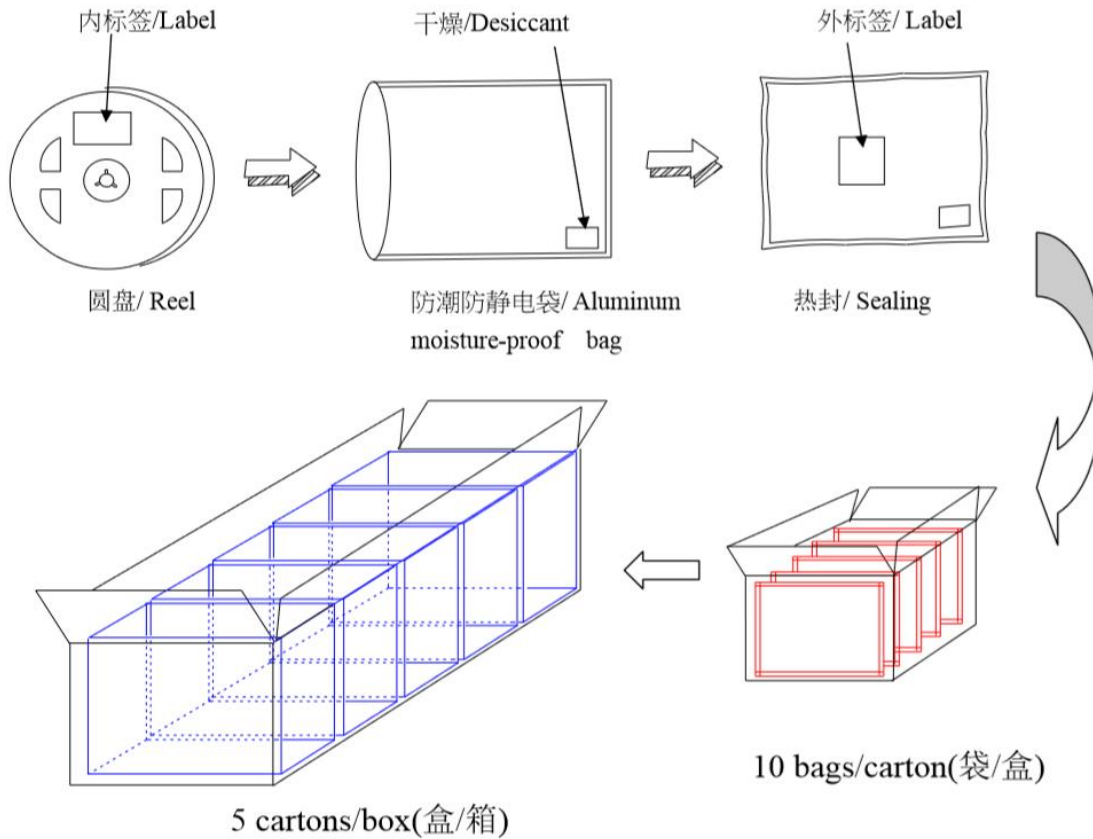 内标签/Label
干燥/Desiccant
外标签/ Label
圆盘/ Reel
防潮防静电袋/ Aluminum
moisture-proof bag
热封/ Sealing
10 bags/carton(袋/盒)
5 cartons/box(盒/箱)